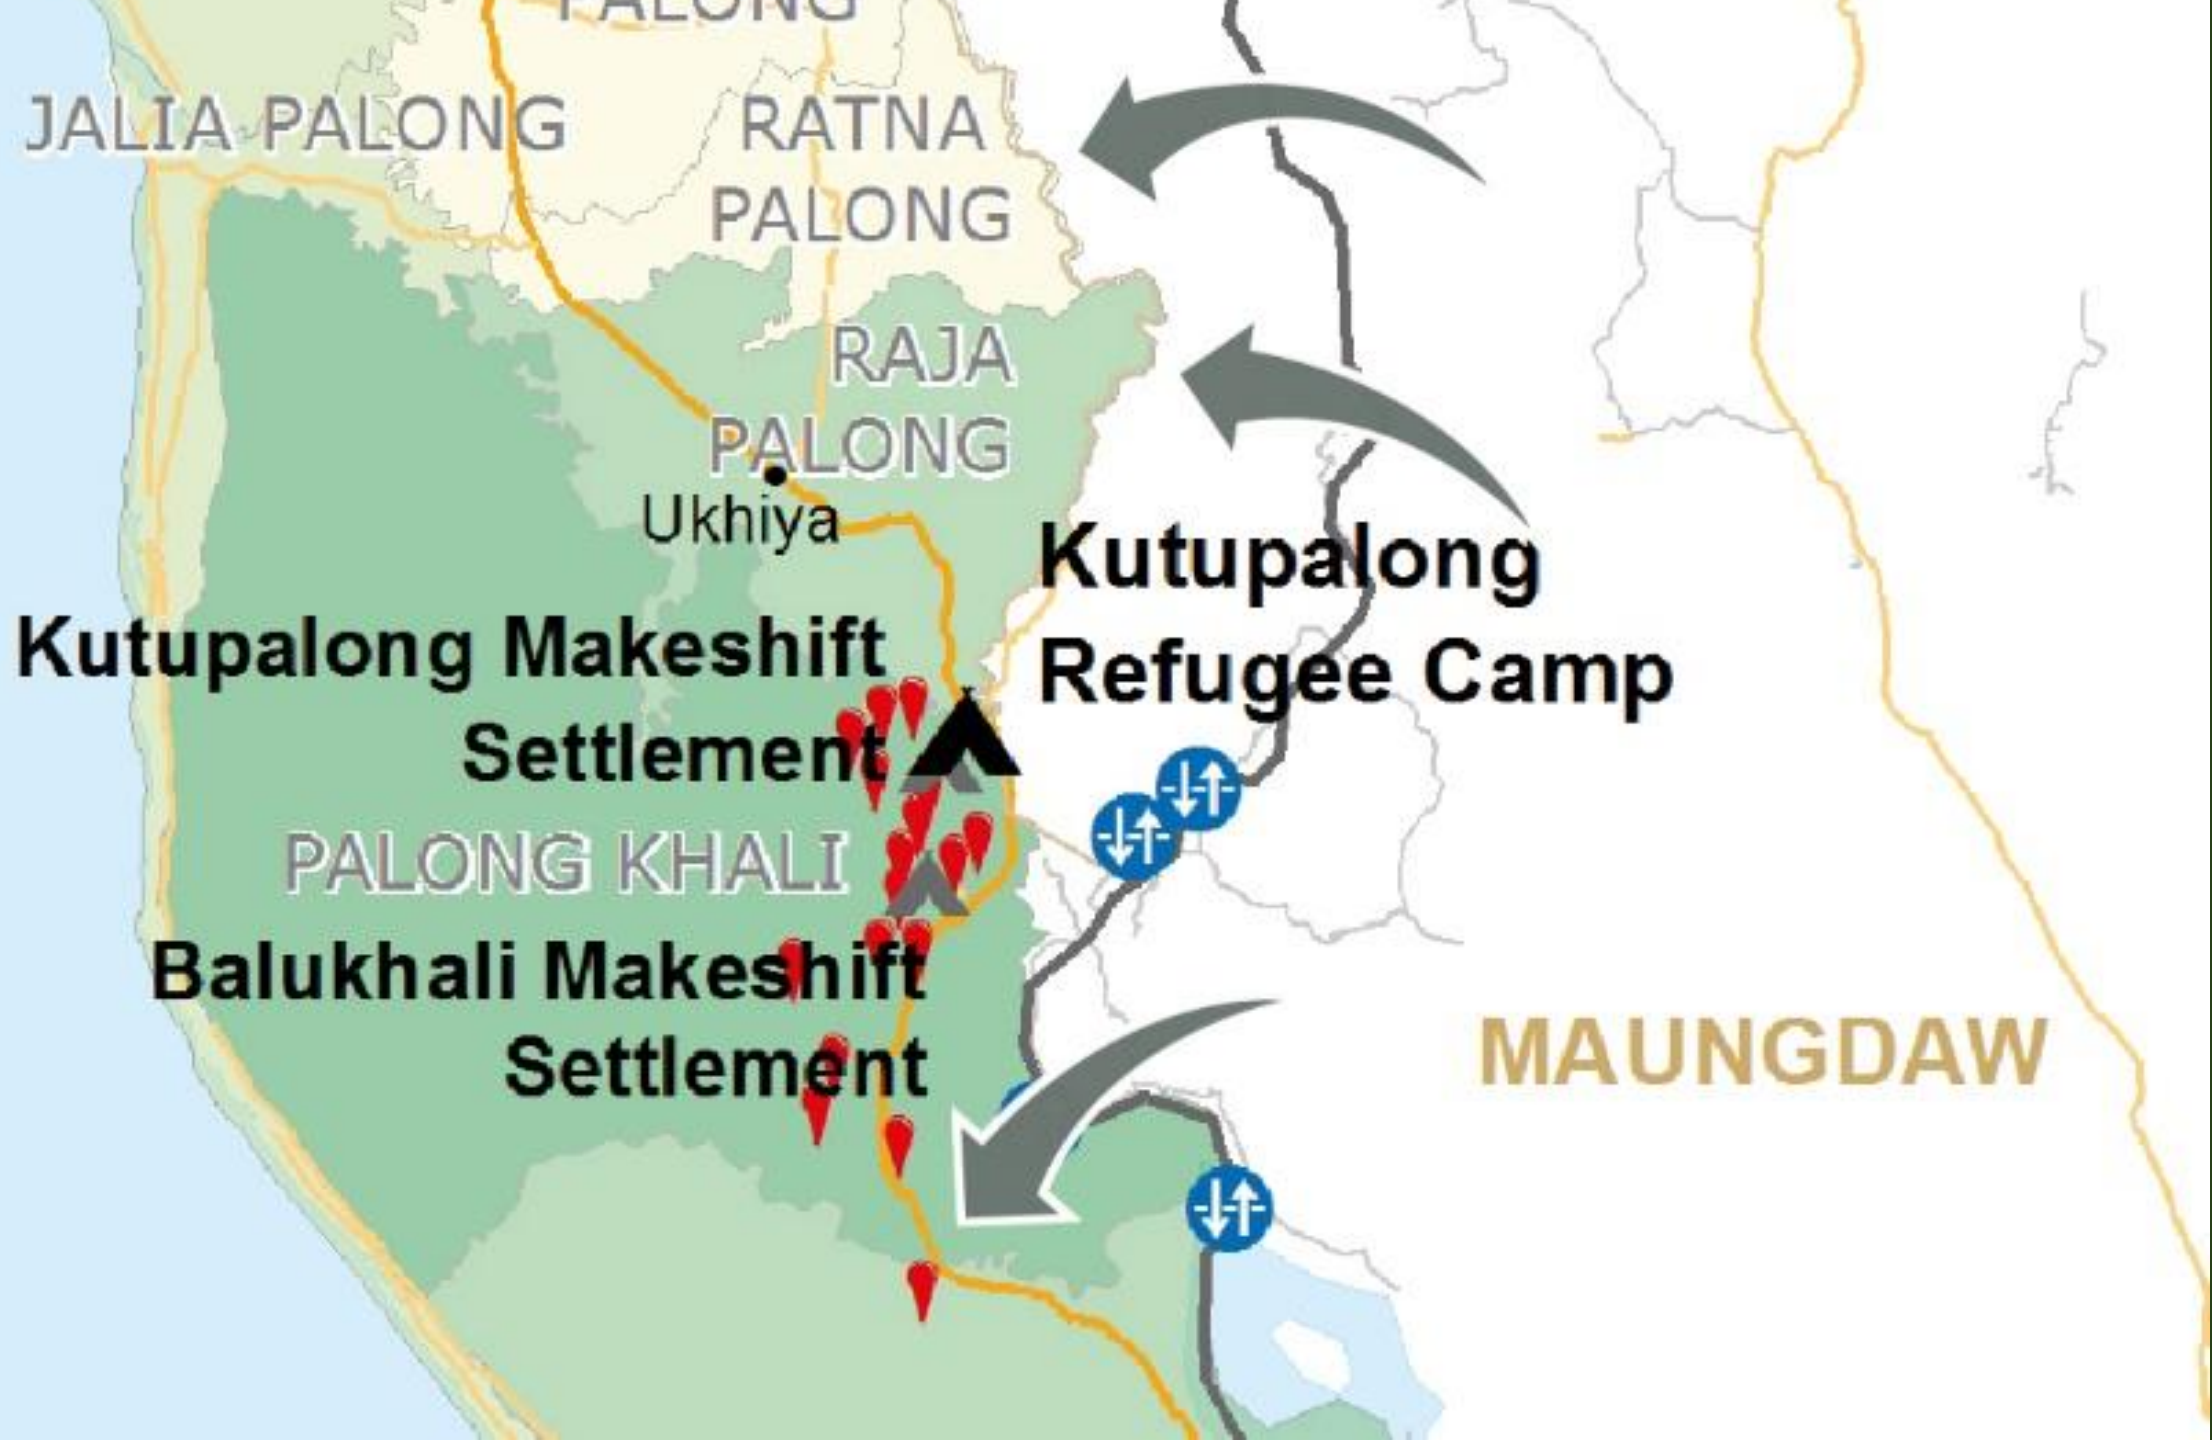 PALONG
JALIA PALONG
RATNA
PALONG
RAJA
PALONG
Ukhiya
Kutupalong
Refugee Camp
Kutupalong Makeshift
Settlement
PALONG KHALI
Balukhali Makeshift
Settlement
MAUNGDAW